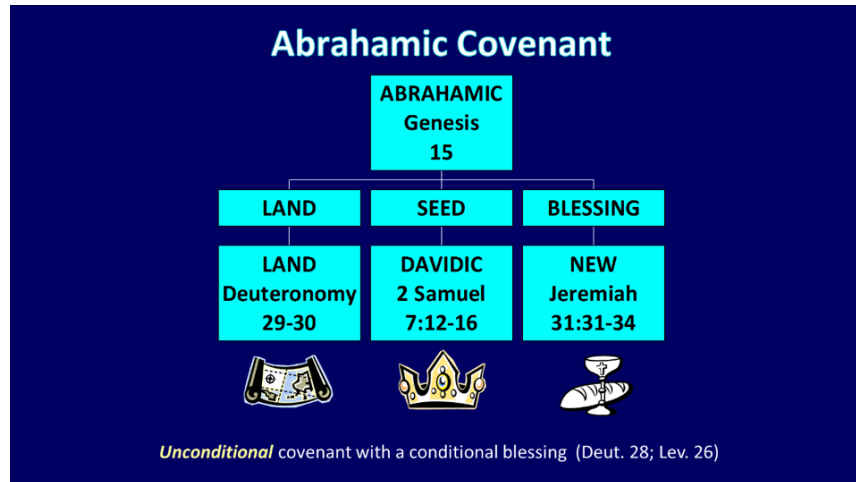 Abrahamic Covenant
ABRAHAMIC
Genesis
15
LAND
SEED
BLESSING
LAND
Deuteronomy
29-30
DAVIDIC
2 Samuel
7:12-16
NEW
Jeremiah
31:31-34
Unconditional covenant with a conditional blessing (Deut. 28; Lev. 26)